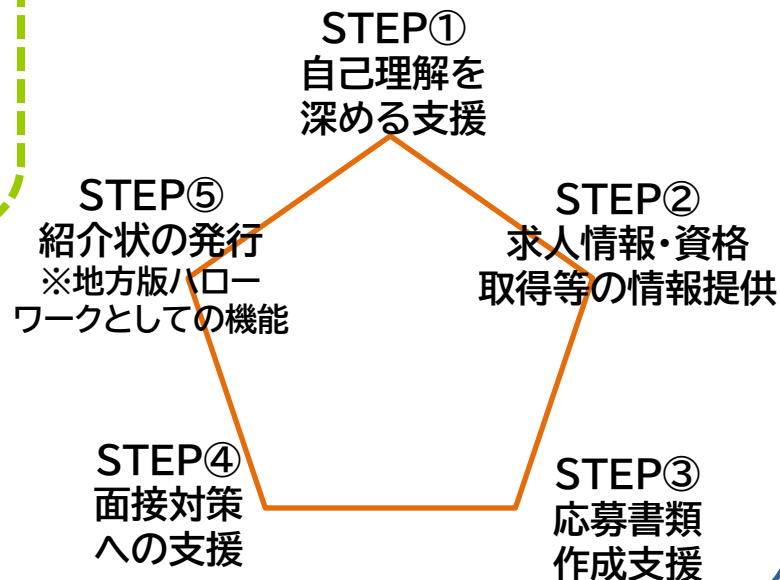 STEP①
自己理解を
深める支援
STEP②
求人情報・資格
取得等の情報提供
STEP③
応募書類
作成支援
STEP④
面接対策
への支援
STEP⑤
紹介状の発行
※地方版ハロー
ワークとしての機能